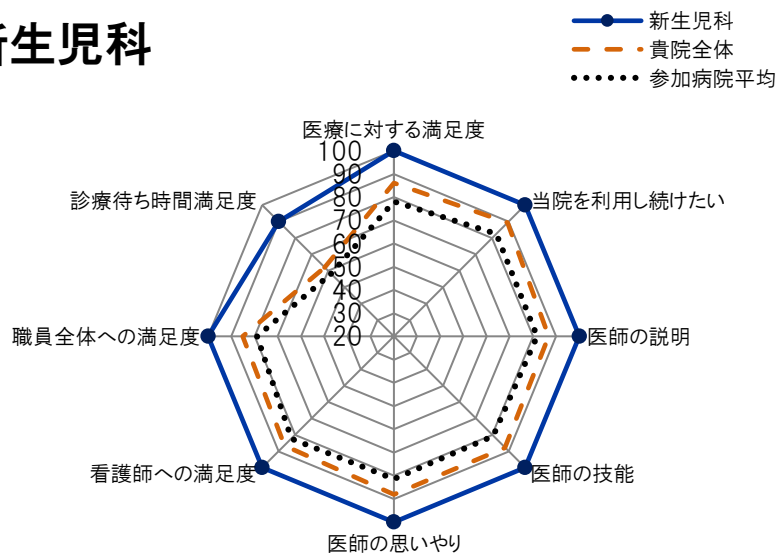 新生児科
新生児科
貴院全体
参加病院平均
医療に対する満足度
100
90
80
70
60
50
40
30
20
当院を利用し続けたい
診療待ち時間満足度
職員全体への満足度
医師の説明
看護師への満足度
医師の技能
医師の思いやり